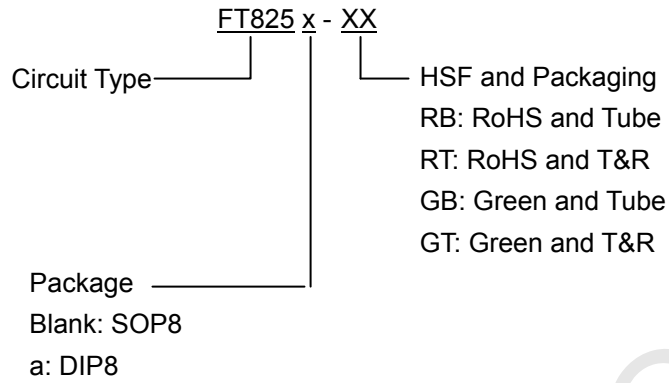 FT825 x - XX
Circuit Type
HSF and Packaging
RB: RoHS and Tube
RT: RoHS and T&R
GB: Green and Tube
GT: Green and T&R
Package
Blank: SOP8
a: DIP8